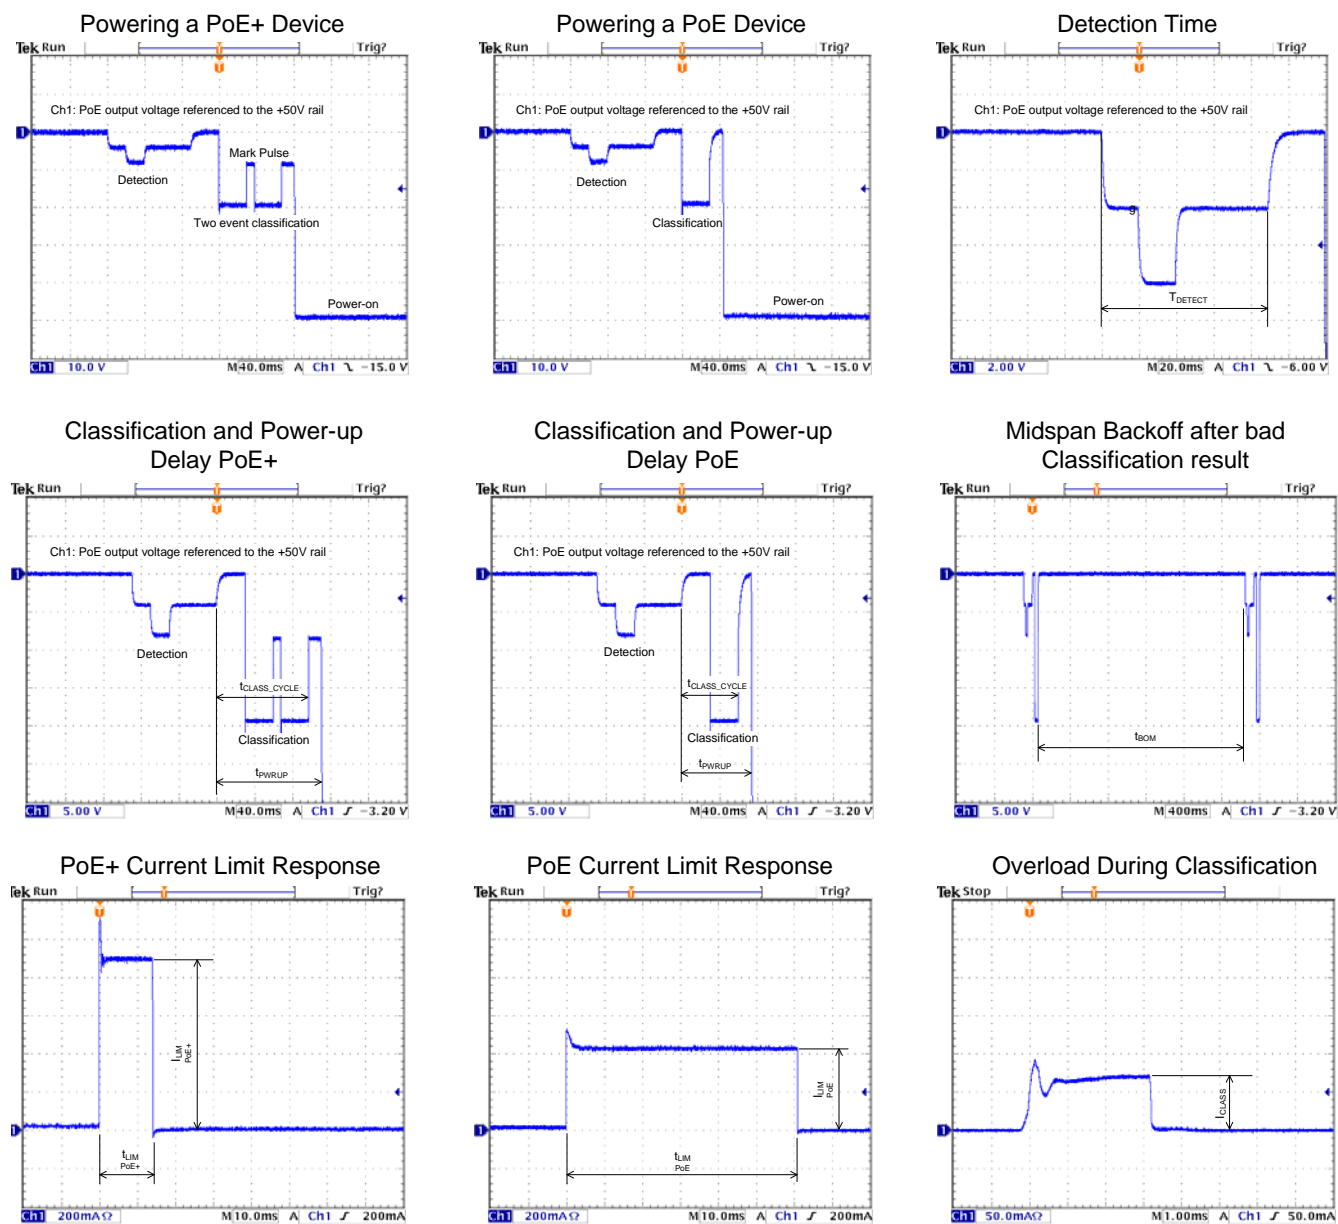 Powering a PoE+ Device
Tek Run
Trig?
T
T
Ch1: PoE output voltage referenced to the +50V rail
1
Mark Pulse
Detection
Two event classification
Power-on
Ch1 10.0 V M 40.0ms A Ch1 -15.0 V
Powering a PoE Device
Tek Run
Trig?
T
T
Ch1: PoE output voltage referenced to the +50V rail
1
Detection
Classification
Power-on
Ch1 10.0 V M 40.0ms A Ch1 -15.0 V
Detection Time
Tek Run
Trig?
T
T
Ch1: PoE output voltage referenced to the +50V rail
1
g
TDETECT
Ch1 2.00 V M 20.0ms A Ch1 -6.00 V
Classification and Power-up
Delay PoE+
Tek Run
Trig?
T
T
Ch1: PoE output voltage referenced to the +50V rail
1
Detection
tCLASS_CYCLE
Classification
tPWRUP
Ch1 5.00 V M 40.0ms A Ch1 -3.20 V
Classification and Power-up
Delay PoE
Tek Run
Trig?
T
T
Ch1: PoE output voltage referenced to the +50V rail
1
Detection
tCLASS_CYCLE
Classification
tPWRUP
Ch1 5.00 V M 40.0ms A Ch1 -3.20 V
Midspan Backoff after bad
Classification result
Tek Run
Trig?
T
T
1
tBOM
Ch1 5.00 V M 400ms A Ch1 -3.20 V
PoE+ Current Limit Response
Tek Run
Trig?
T
T
ILIM
PoE+
1
tLIM
PoE+
Ch1 200mAΩ M 10.0ms A Ch1 200mA
PoE Current Limit Response
Tek Run
Trig?
T
T
ILIM
PoE
1
tLIM
PoE
Ch1 200mAΩ M 10.0ms A Ch1 200mA
Overload During Classification
Tek Stop
T
T
ICLASS
1
Ch1 50.0mAΩ M 1.00ms A Ch1 50.0mA